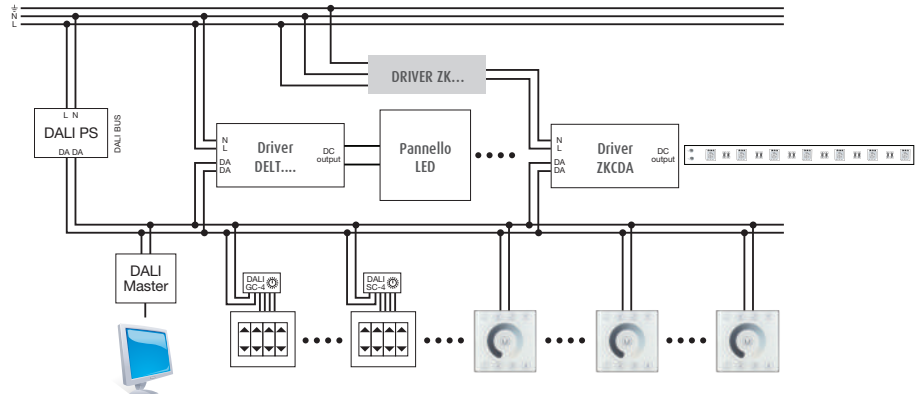 N
L
DRIVER ZK...
L N
DALI PS
DA DA
DALI BUS
N
L
DA
DA
Driver
DELT....
DC
output
Pannello
LED
N
L
DA
DA
Driver
ZKCDA
DC
output
DALI
Master
DALI
GC-4
DALI
SC-4
M
M
M